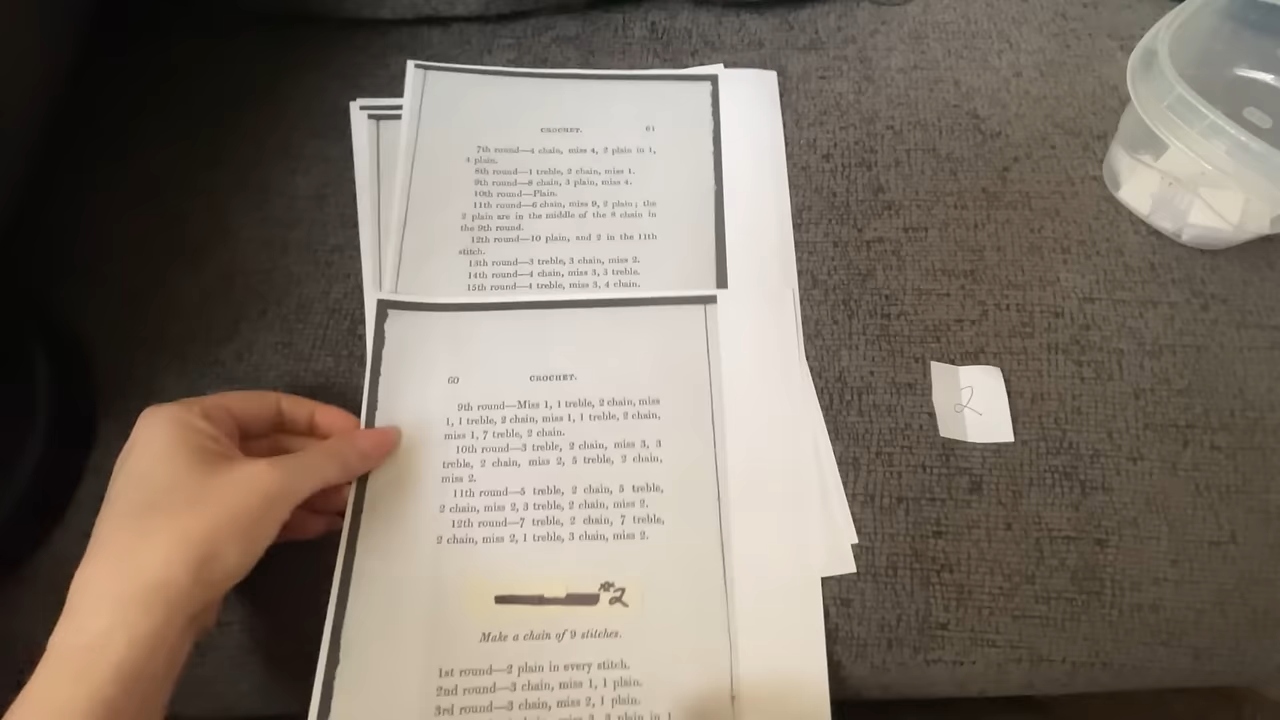 CROCHET. 61
7th round—4 chain, miss 4, 2 plain in 1,
4 plain.
8th round—1 treble, 2 chain, miss 1.
9th round—8 chain, 3 plain, miss 4.
10th round—Plain.
11th round—6 chain, miss 9, 2 plain; the
2 plain are in the middle of the 8 chain in
the 9th round.
12th round—10 plain, and 2 in the 11th
stitch.
13th round—3 treble, 3 chain, miss 2.
14th round—4 chain, miss 3, 3 treble.
15th round—4 treble, miss 3, 4 chain.
60 CROCHET.
9th round—Miss 1, 1 treble, 2 chain, miss
1, 1 treble, 2 chain, miss 1, 1 treble, 2 chain,
miss 1, 7 treble, 2 chain.
10th round—3 treble, 2 chain, miss 3, 3
treble, 2 chain, miss 2, 5 treble, 2 chain,
miss 2.
11th round—5 treble, 2 chain, 5 treble,
2 chain, miss 2, 3 treble, 2 chain, miss 2.
12th round—7 treble, 2 chain, 7 treble,
2 chain, miss 2, 1 treble, 3 chain, miss 2.
2
Make a chain of 9 stitches.
1st round—2 plain in every stitch.
2nd round—3 chain, miss 1, 1 plain.
3rd round—3 chain, miss 2, 1 plain.
miss 3, 3 plain in 1
2